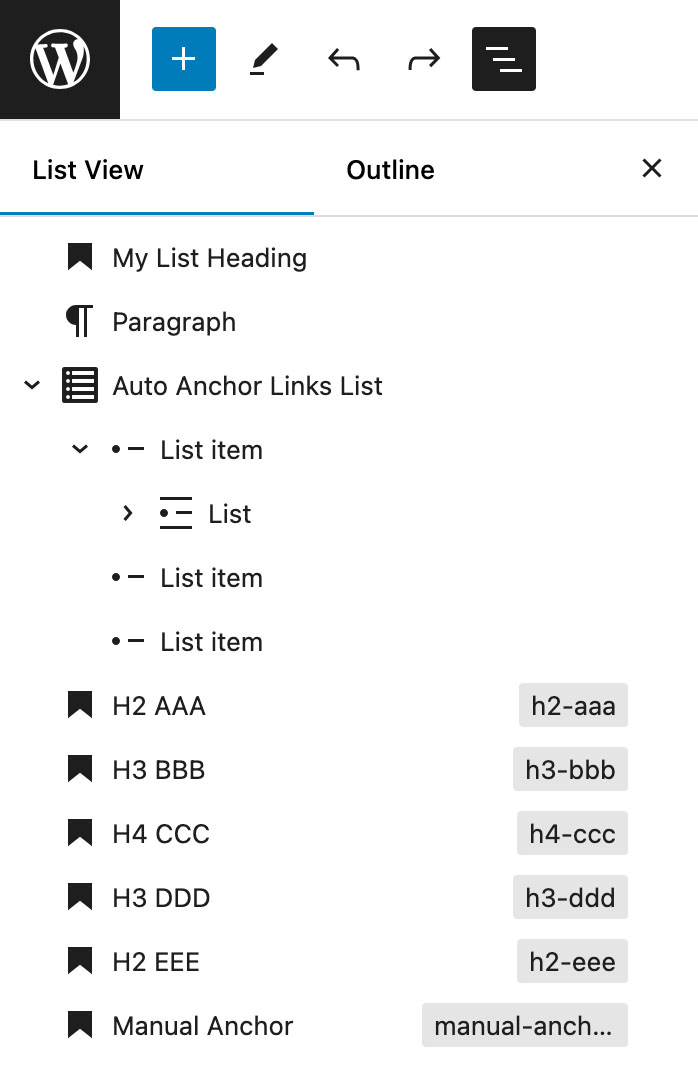 List View Outline
My List Heading
Paragraph
Auto Anchor Links List
List item
List
List item
List item
H2 AAA h2-aaa
H3 BBB h3-bbb
H4 CCC h4-ccc
H3 DDD h3-ddd
H2 EEE h2-eee
Manual Anchor manual-anch...